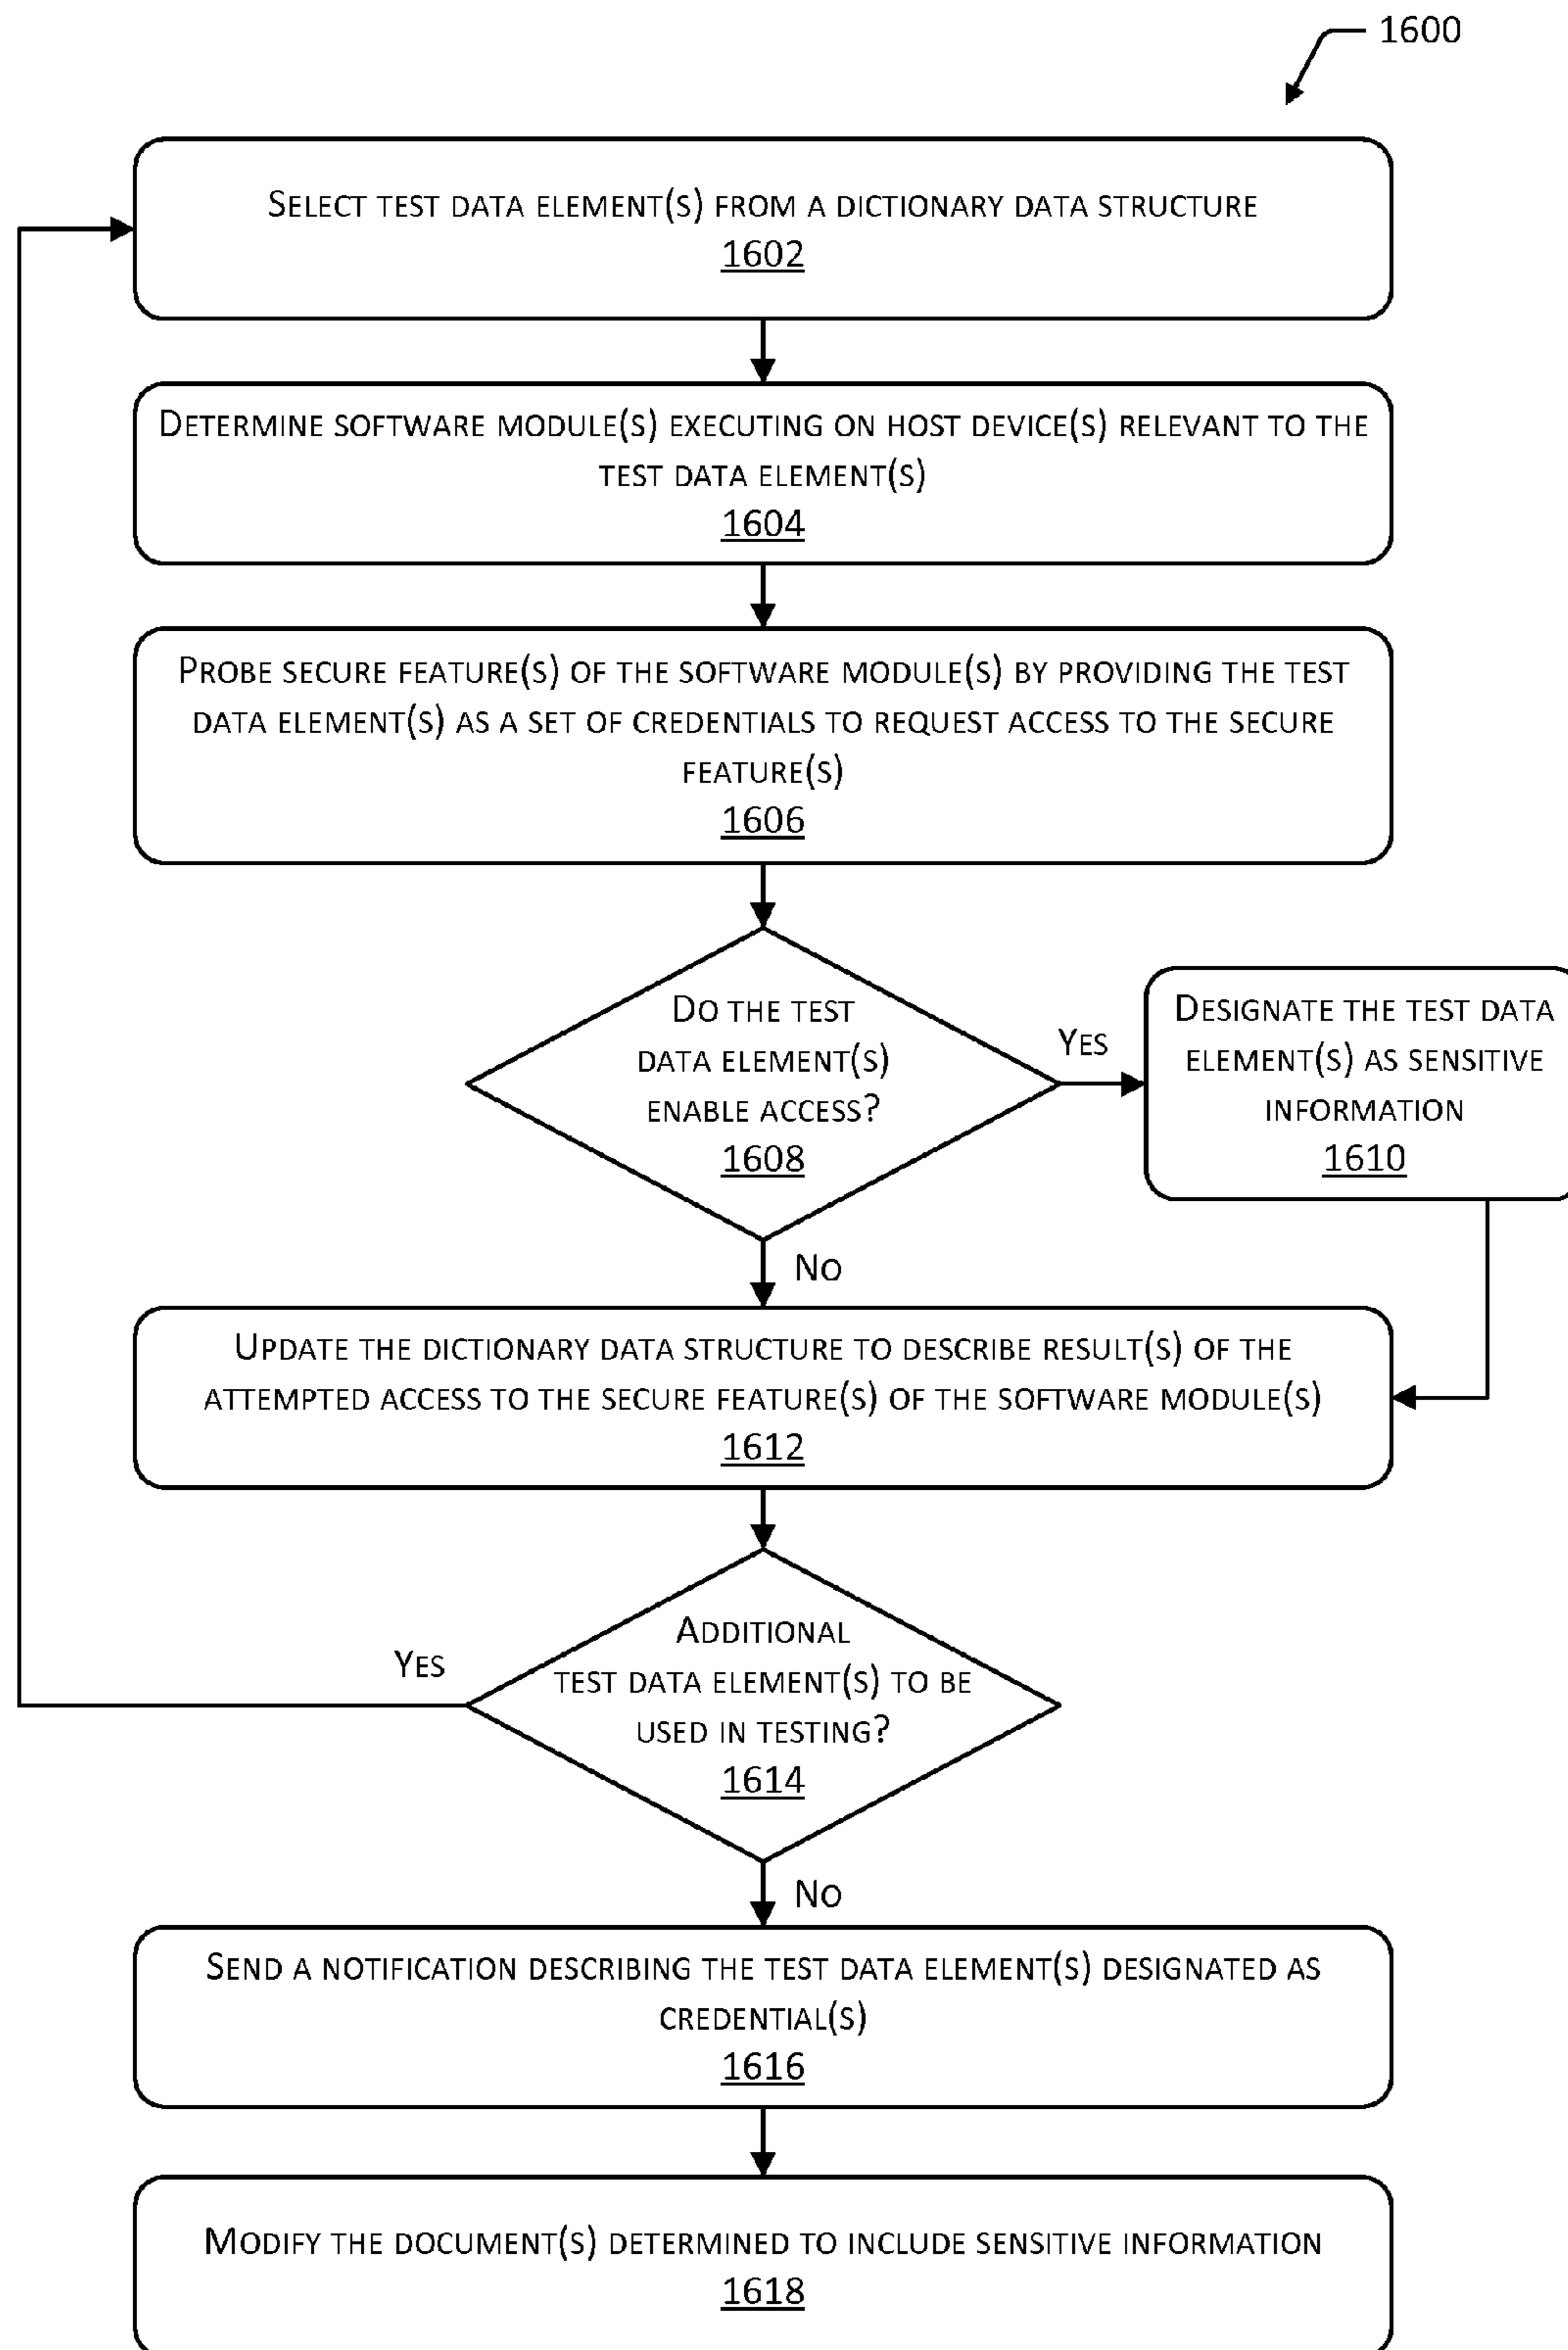 1600
SELECT TEST DATA ELEMENT(S) FROM A DICTIONARY DATA STRUCTURE
1602
DETERMINE SOFTWARE MODULE(S) EXECUTING ON HOST DEVICE(S) RELEVANT TO THE
TEST DATA ELEMENT(S)
1604
PROBE SECURE FEATURE(S) OF THE SOFTWARE MODULE(S) BY PROVIDING THE TEST
DATA ELEMENT(S) AS A SET OF CREDENTIALS TO REQUEST ACCESS TO THE SECURE
FEATURE(S)
1606
DO THE TEST
DATA ELEMENT(S)
ENABLE ACCESS?
1608
YES
DESIGNATE THE TEST DATA
ELEMENT(S) AS SENSITIVE
INFORMATION
1610
NO
UPDATE THE DICTIONARY DATA STRUCTURE TO DESCRIBE RESULT(S) OF THE
ATTEMPTED ACCESS TO THE SECURE FEATURE(S) OF THE SOFTWARE MODULE(S)
1612
ADDITIONAL
TEST DATA ELEMENT(S) TO BE
USED IN TESTING?
1614
YES
NO
SEND A NOTIFICATION DESCRIBING THE TEST DATA ELEMENT(S) DESIGNATED AS
CREDENTIAL(S)
1616
MODIFY THE DOCUMENT(S) DETERMINED TO INCLUDE SENSITIVE INFORMATION
1618